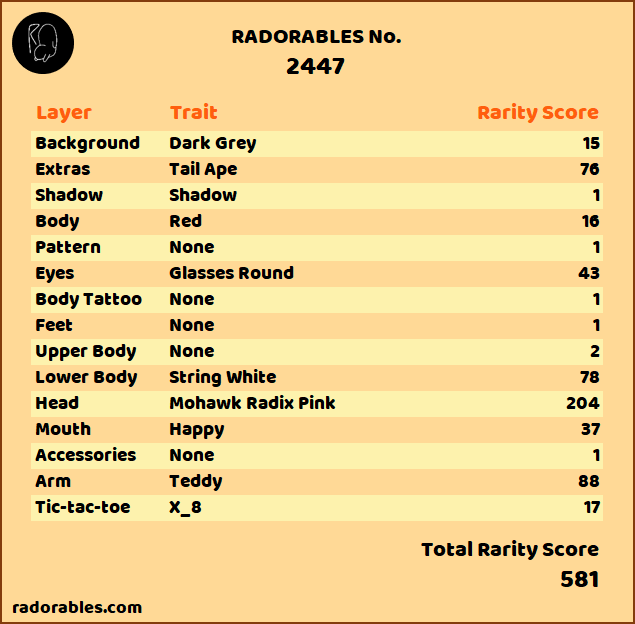 RADORABLES No.
2447
Layer Trait Rarity Score
Background Dark Grey 15
Extras Tail Ape 76
Shadow Shadow 1
Body Red 16
Pattern None 1
Eyes Glasses Round 43
Body Tattoo None 1
Feet None 1
Upper Body None 2
Lower Body String White 78
Head Mohawk Radix Pink 204
Mouth Happy 37
Accessories None 1
Arm Teddy 88
Tic-tac-toe X_8 17
Total Rarity Score
581
radorables.com